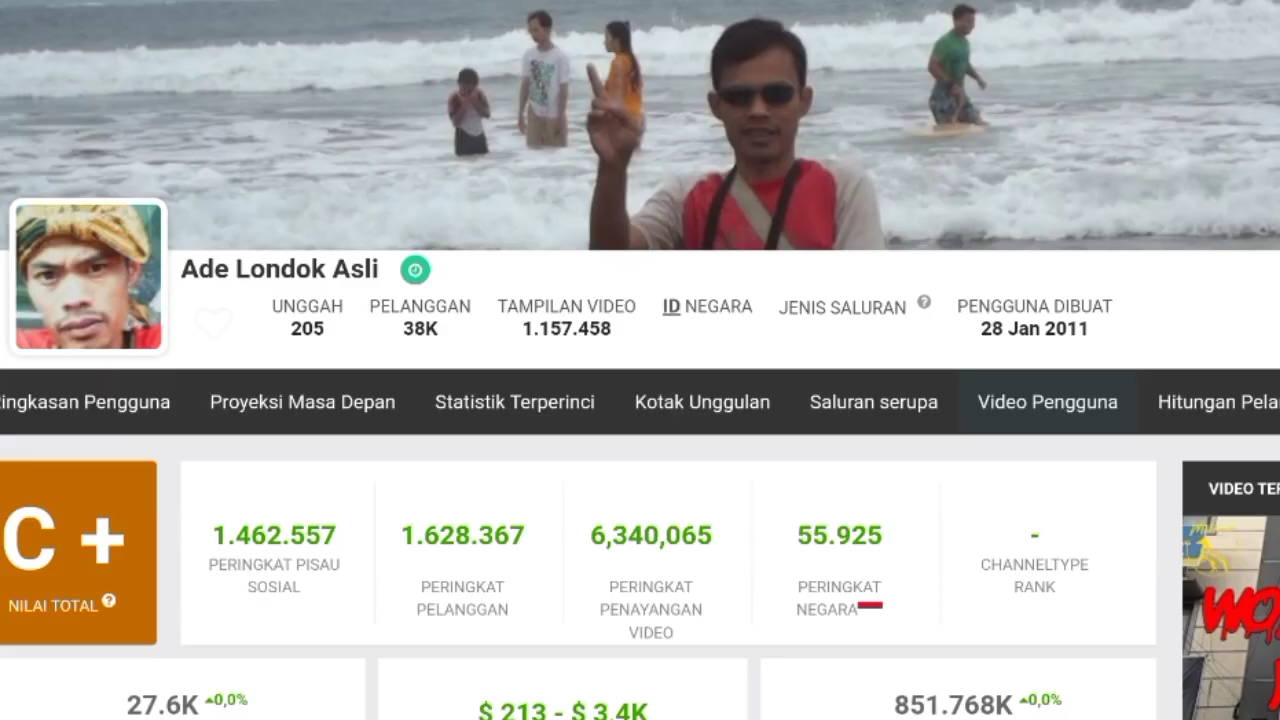 Ade Londok Asli
UNGGAH PELANGGAN TAMPILAN VIDEO ID NEGARA JENIS SALURAN ? PENGGUNA DIBUAT
205 38K 1.157.458 28 Jan 2011
ingkasan Pengguna Proyeksi Masa Depan Statistik Terperinci Kotak Unggulan Saluran serupa Video Pengguna Hitungan Pela
C +
NILAI TOTAL ?
1.462.557 1.628.367 6,340,065 55.925 -
PERINGKAT PISAU SOSIAL
PERINGKAT PELANGGAN
PERINGKAT PENAYANGAN VIDEO
PERINGKAT NEGARA
CHANNELTYPE RANK
VIDEO TER
WO
27.6K 0,0% $ 213 - $ 3.4K 851.768K 0,0%